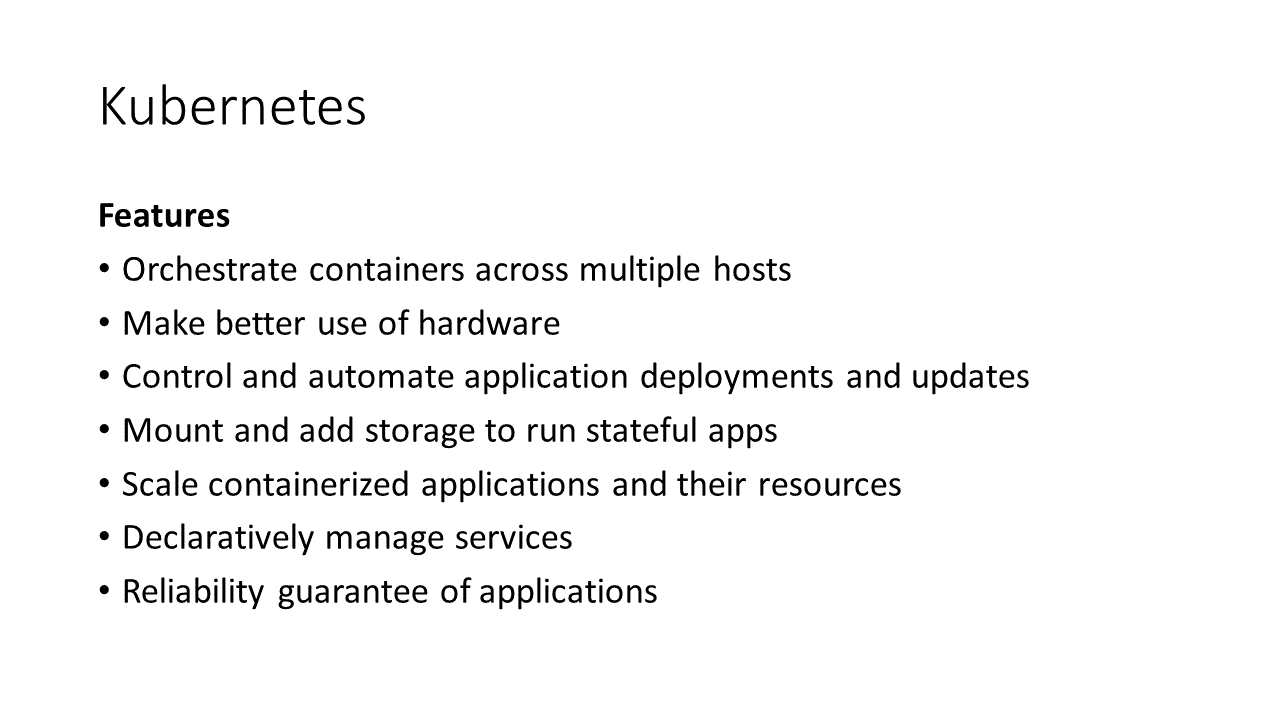 Kubernetes
Features
• Orchestrate containers across multiple hosts
• Make better use of hardware
• Control and automate application deployments and updates
• Mount and add storage to run stateful apps
• Scale containerized applications and their resources
• Declaratively manage services
• Reliability guarantee of applications